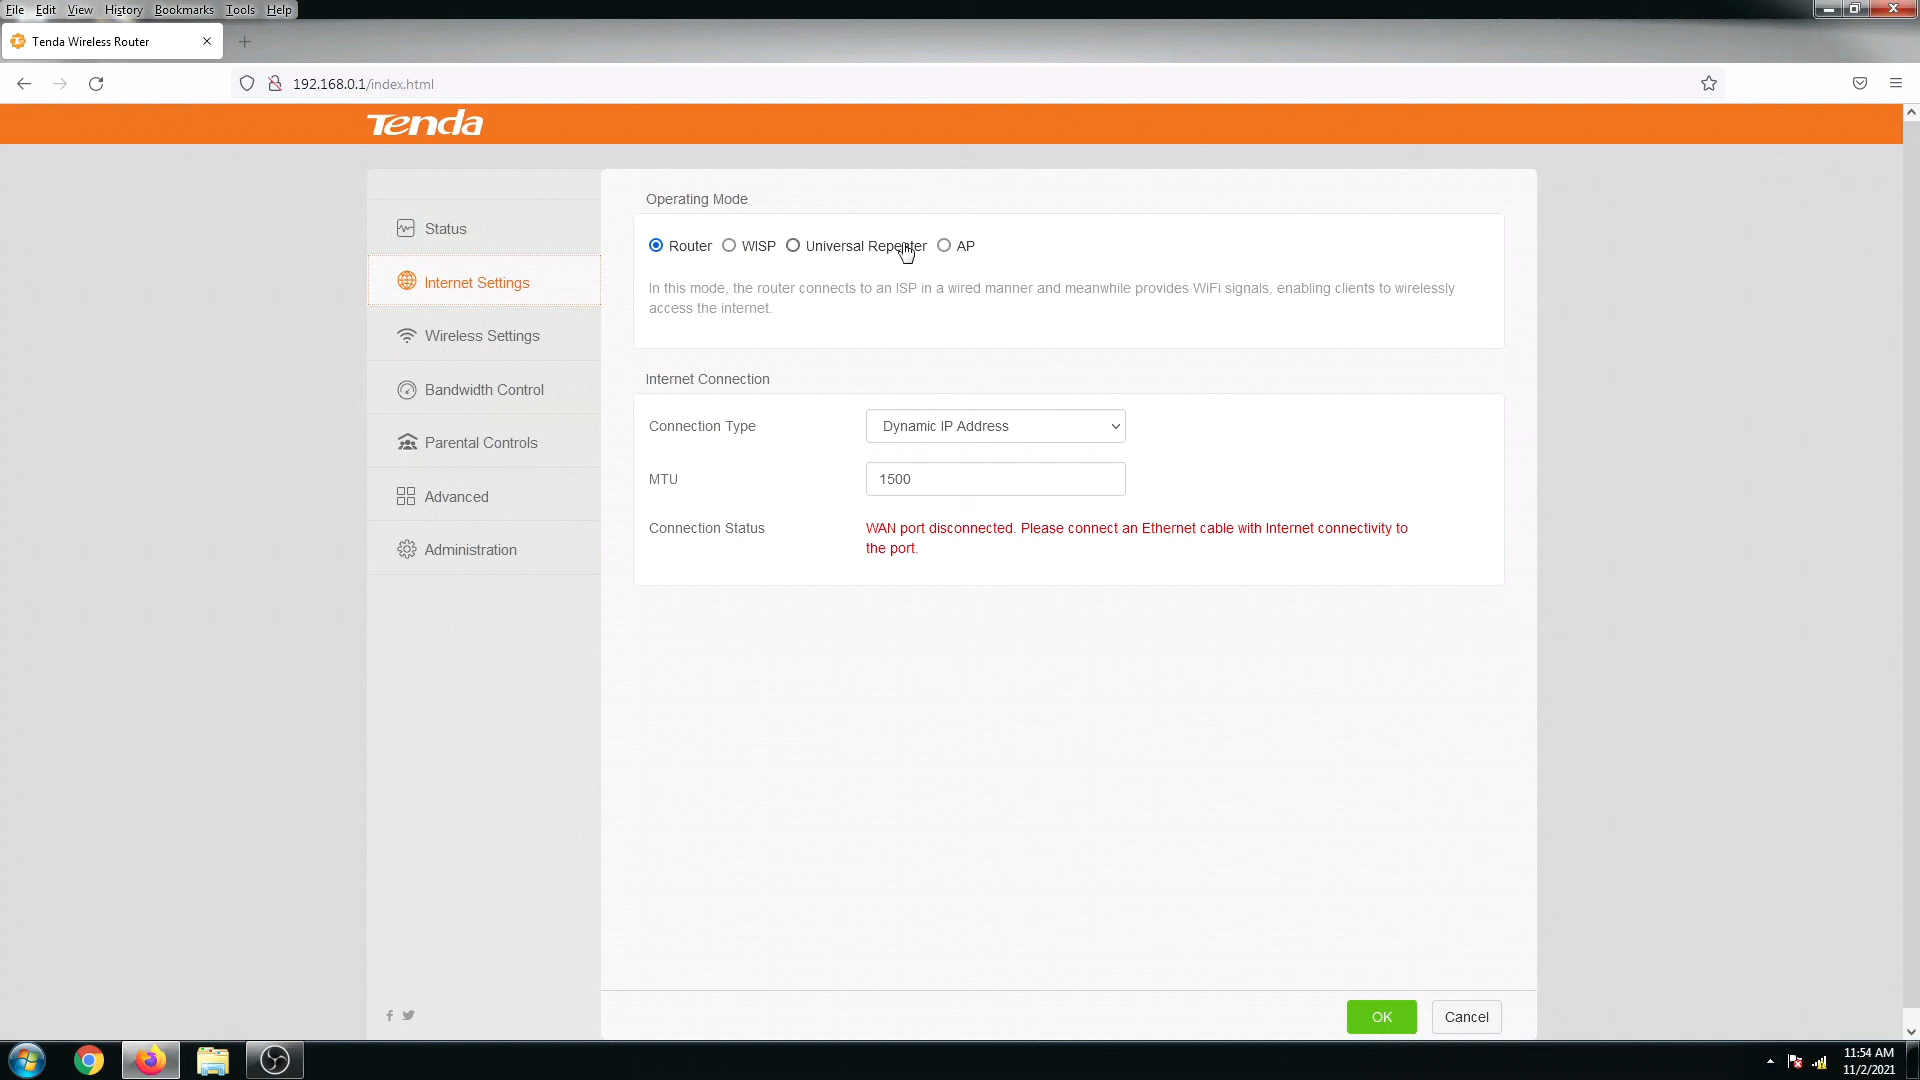 File Edit View History Bookmarks Tools Help
Tenda Wireless Router
192.168.0.1/index.html
Tenda
Status
Internet Settings
Wireless Settings
Bandwidth Control
Parental Controls
Advanced
Administration
Operating Mode
Router WISP Universal Repeater AP
In this mode, the router connects to an ISP in a wired manner and meanwhile provides WiFi signals, enabling clients to wirelessly
access the internet.
Internet Connection
Connection Type Dynamic IP Address
MTU 1500
Connection Status WAN port disconnected. Please connect an Ethernet cable with Internet connectivity to
the port.
OK Cancel
11:54 AM
11/2/2021